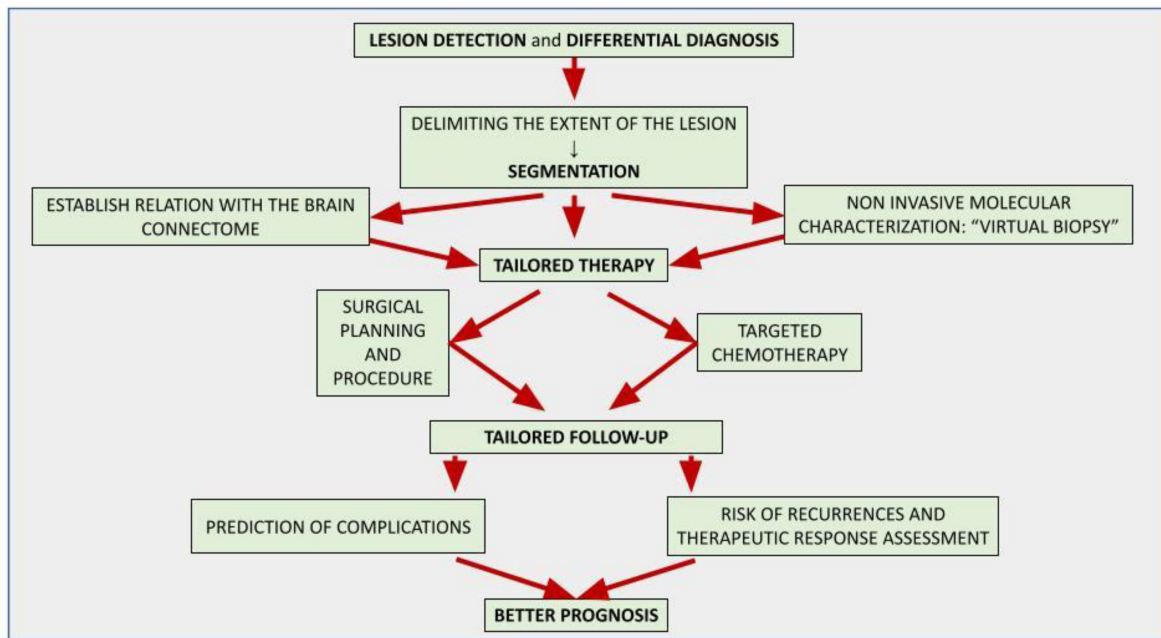 LESION DETECTION and DIFFERENTIAL DIAGNOSIS
DELIMITING THE EXTENT OF THE LESION
↓
SEGMENTATION
ESTABLISH RELATION WITH THE BRAIN
CONNECTOME
NON INVASIVE MOLECULAR
CHARACTERIZATION: “VIRTUAL BIOPSY”
TAILORED THERAPY
SURGICAL
PLANNING
AND
PROCEDURE
TARGETED
CHEMOTHERAPY
TAILORED FOLLOW-UP
PREDICTION OF COMPLICATIONS
RISK OF RECURRENCES AND
THERAPEUTIC RESPONSE ASSESSMENT
BETTER PROGNOSIS